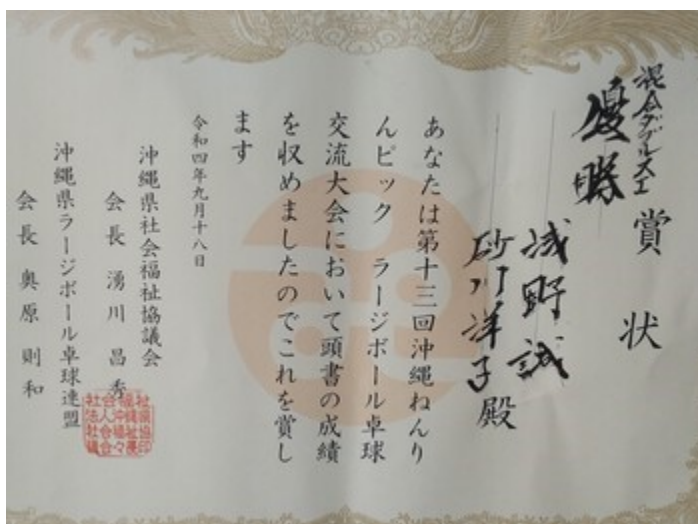 賞状
混合ダブルスI
優勝
浅野誠
砂川洋子殿
あなたは第十三回沖縄ねんり
んピック ラージボール卓球
交流大会において頭書の成績
を収めましたのでこれを賞し
ます
令和四年九月十八日
沖縄県社会福祉協議会
会長 湧川昌秀
沖縄県ラージボール卓球連盟
会長 奥原則和